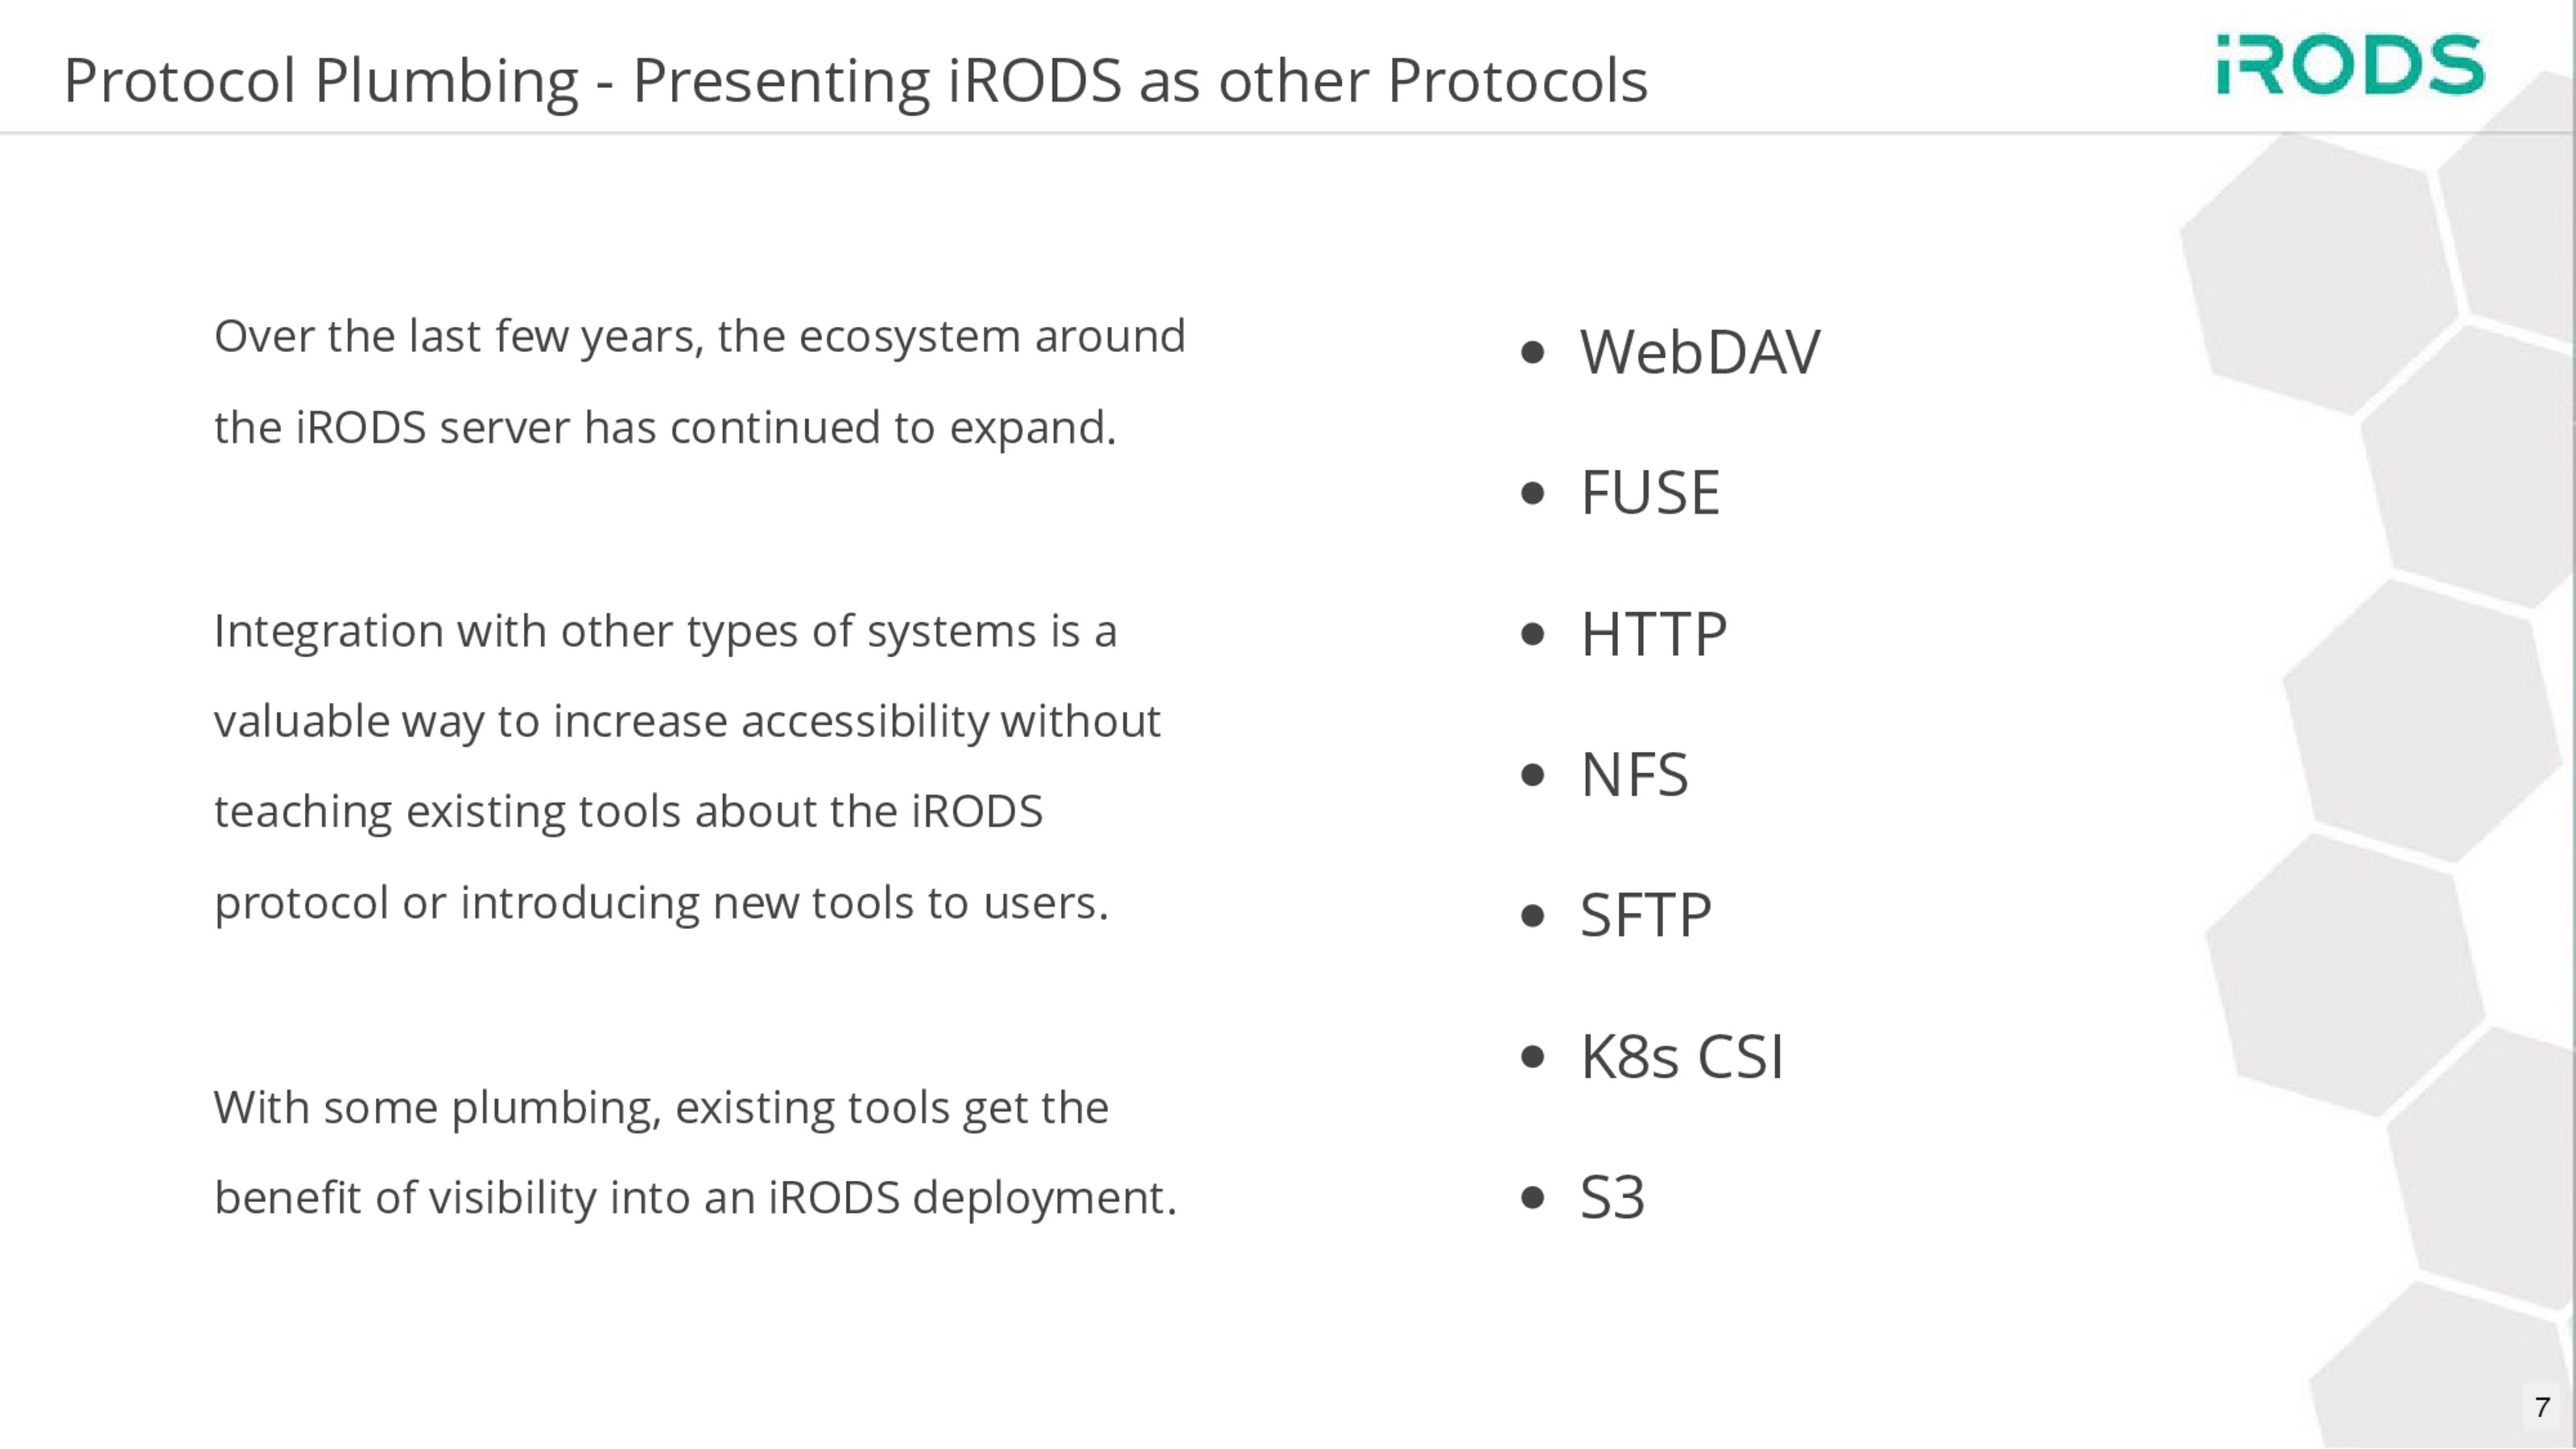 Protocol Plumbing - Presenting iRODS as other Protocols
iRODS
Over the last few years, the ecosystem around
the iRODS server has continued to expand.
Integration with other types of systems is a
valuable way to increase accessibility without
teaching existing tools about the iRODS
protocol or introducing new tools to users.
With some plumbing, existing tools get the
benefit of visibility into an iRODS deployment.
• WebDAV
• FUSE
• HTTP
• NFS
• SFTP
• K8s CSI
• S3
7